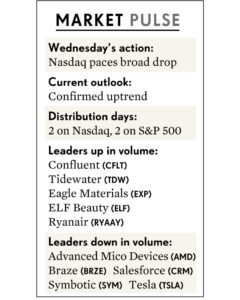 MARKET PULSE
Wednesday's action:
Nasdaq paces broad drop
Current outlook:
Confirmed uptrend
Distribution days:
2 on Nasdaq, 2 on S&P 500
Leaders up in volume:
Confluent (CFLT)
Tidewater (TDW)
Eagle Materials (EXP)
ELF Beauty (ELF)
Ryanair (RYAAY)
Leaders down in volume:
Advanced Mico Devices (AMD)
Braze (BRZE) Salesforce (CRM)
Symbotic (SYM) Tesla (TSLA)